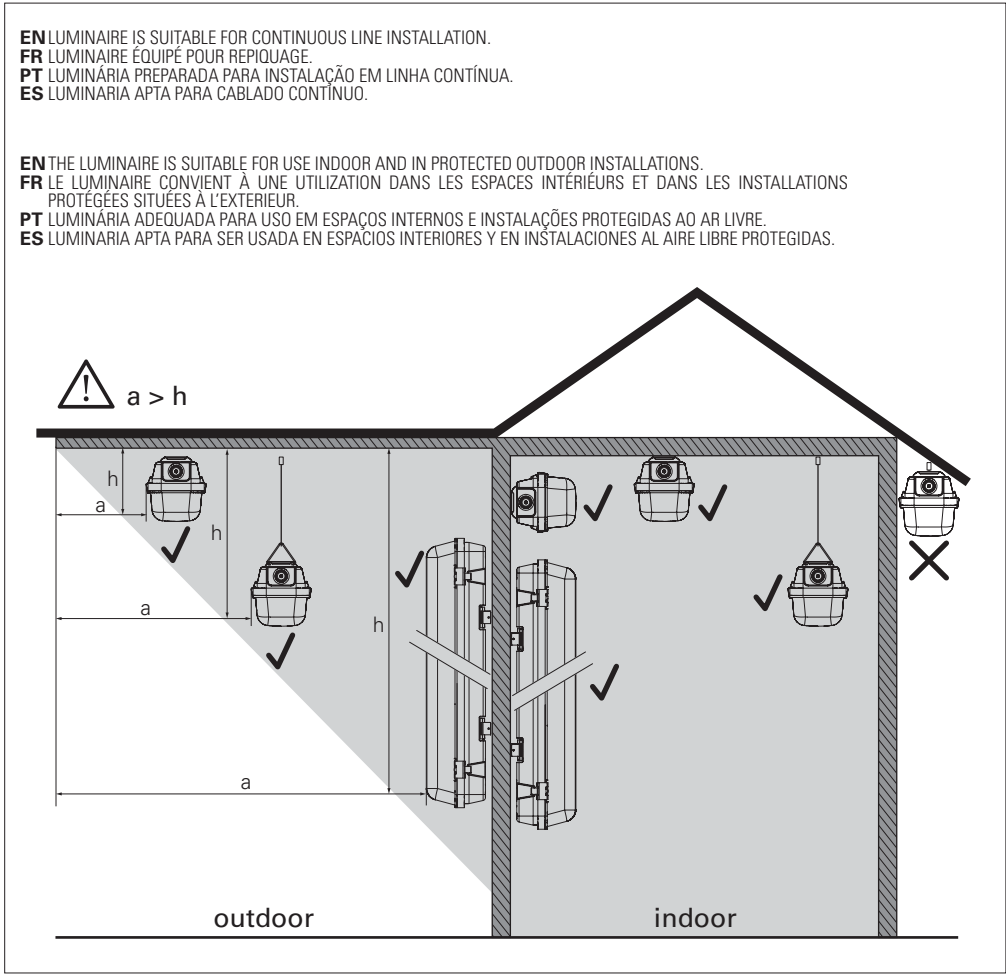 EN LUMINAIRE IS SUITABLE FOR CONTINUOUS LINE INSTALLATION.
FR LUMINAIRE ÉQUIPÉ POUR REPIQUAGE.
PT LUMINÁRIA PREPARADA PARA INSTALAÇÃO EM LINHA CONTÍNUA.
ES LUMINARIA APTA PARA CABLADO CONTÍNUO.
EN THE LUMINAIRE IS SUITABLE FOR USE INDOOR AND IN PROTECTED OUTDOOR INSTALLATIONS.
FR LE LUMINAIRE CONVIENT À UNE UTILIZATION DANS LES ESPACES INTÉRIÉURS ET DANS LES INSTALLATIONS
PROTÉGÉES SITUÉES À L'EXTERIEUR.
PT LUMINÁRIA ADEQUADA PARA USO EM ESPAÇOS INTERNOS E INSTALAÇÕES PROTEGIDAS AO AR LIVRE.
ES LUMINARIA APTA PARA SER USADA EN ESPACIOS INTERIORES Y EN INSTALACIONES AL AIRE LIBRE PROTEGIDAS.
! a > h
h
a
h
a
h
a
outdoor
indoor